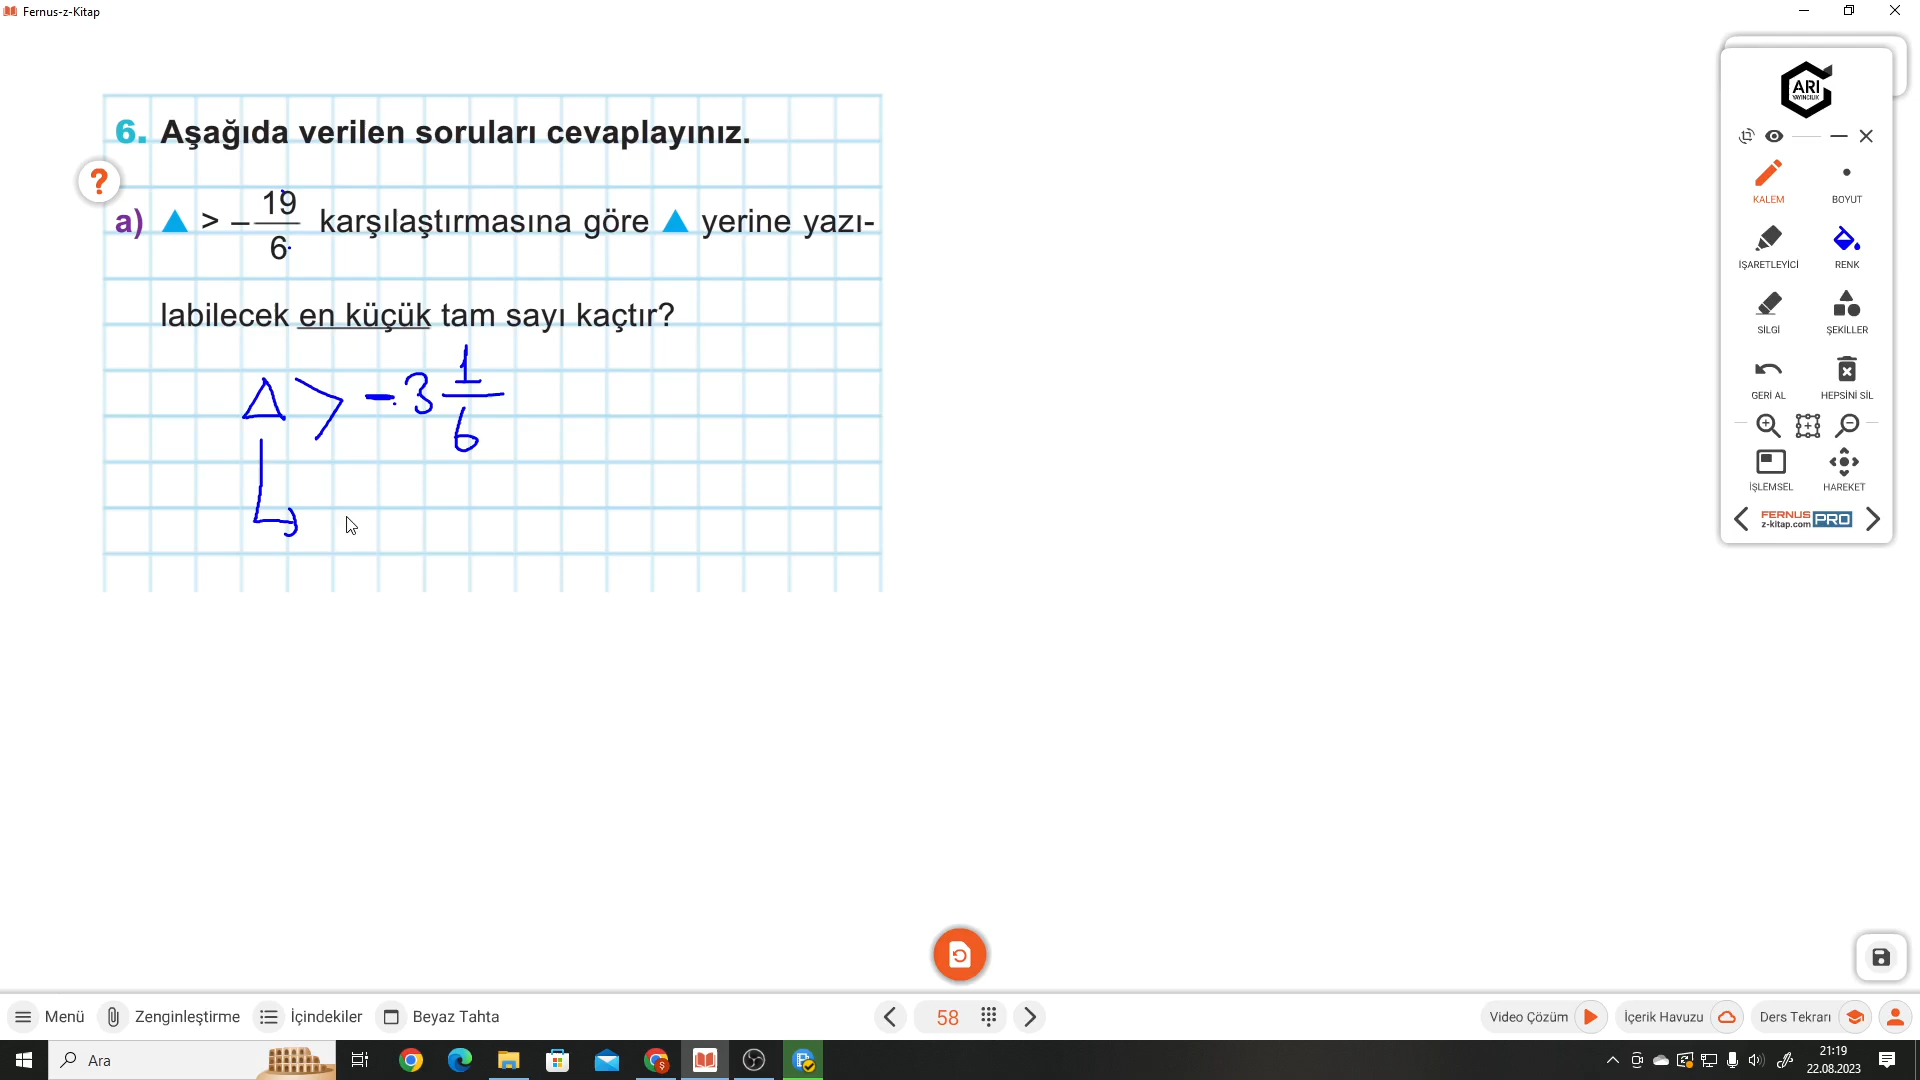 Fernus-z-Kitap
6. Aşağıda verilen soruları cevaplayınız.
?
a) ▲ > −19/6 karşılaştırmasına göre ▲ yerine yazı-
labilecek en küçük tam sayı kaçtır?
Δ > −3 1/6
ARI
YAYINCILIK
KALEM
BOYUT
İŞARETLEYİCİ
RENK
SİLGİ
ŞEKİLLER
GERİ AL
HEPSİNİ SİL
İŞLEMSEL
HAREKET
FERNUS
z-kitap.com PRO
Menü
Zenginleştirme
İçindekiler
Beyaz Tahta
58
Video Çözüm
İçerik Havuzu
Ders Tekrarı
Ara
21:19
22.08.2023